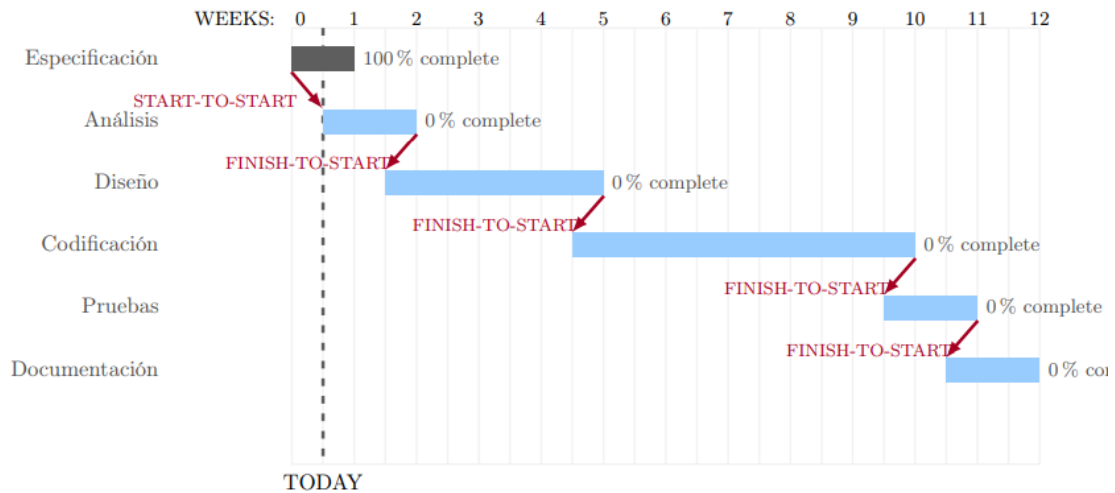 WEEKS: 0 1 2 3 4 5 6 7 8 9 10 11 12
Especificación 100 % complete
START-TO-START
Análisis 0 % complete
FINISH-TO-START
Diseño 0 % complete
FINISH-TO-START
Codificación 0 % complete
FINISH-TO-START
Pruebas 0 % complete
FINISH-TO-START
Documentación 0 %
TODAY